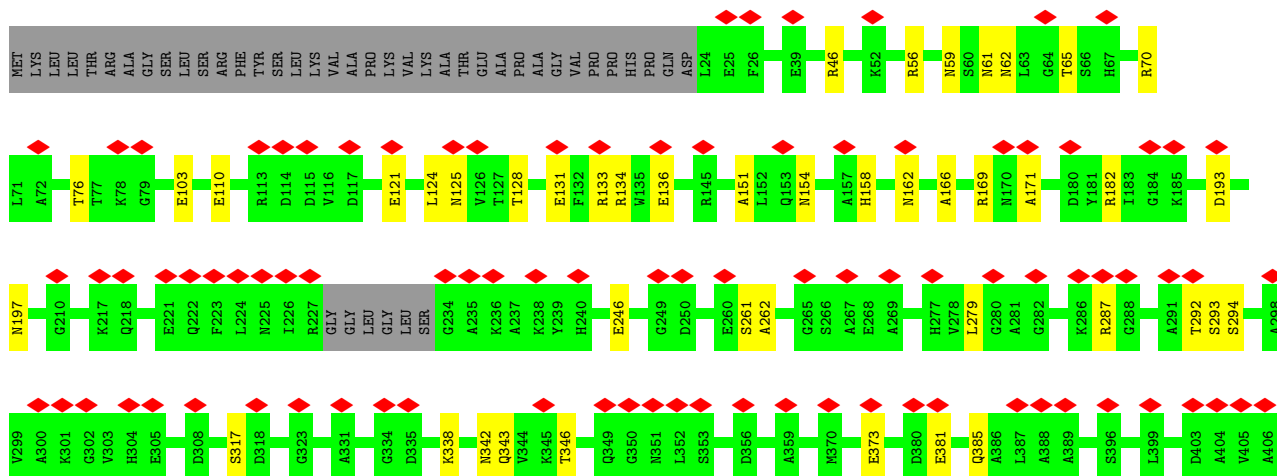 MET LYS LEU LEU THR ARG ALA GLY SER LEU SER ARG PHE TYR SER LEU LYS VAL ALA PRO LYS VAL LYS ALA THR GLU ALA PRO ALA GLY VAL PRO PRO HIS PRO GLN ASP L24 E25 F26 E39 R46 K52 R56 N59 S60 N61 N62 L63 G64 T65 S66 H67 R70
L71 A72 T76 T77 K78 G79 E103 E110 R113 D114 D115 V116 D117 E121 L124 N125 V126 T127 T128 E131 F132 R133 R134 W135 E136 R145 A151 L152 Q153 N154 A157 H158 N162 A166 R169 N170 A171 D180 Y181 R182 I183 G184 K185 D193
N197 G210 K217 Q218 E221 Q222 F223 L224 N225 I226 R227 GLY GLY LEU GLY LEU SER G234 A235 K236 A237 K238 Y239 H240 E246 G249 D250 E260 S261 A262 G265 S266 A267 E268 A269 H277 V278 L279 G280 A281 G282 K286 R287 G288 A291 T292 S293 S294 A298
V299 A300 K301 G302 V303 H304 E305 D308 S317 D318 G323 A331 G334 D335 K338 N342 Q343 V344 K345 T346 Q349 G350 N351 L352 S353 D356 A359 M370 E373 D380 E381 Q385 A386 L387 A388 A389 S396 L399 D403 A404 V405 A406